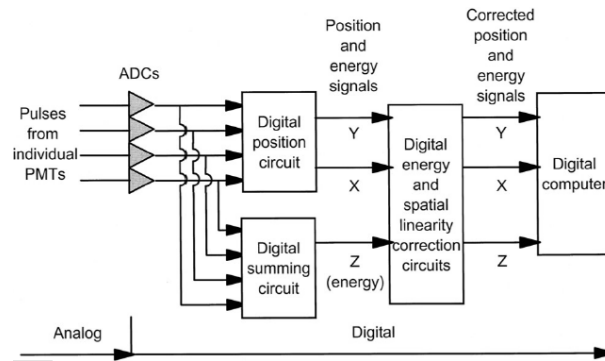 ADCs
Pulses
from
individual
PMTs
Digital
position
circuit
Digital
summing
circuit
Position
and
energy
signals
Y
X
Z
(energy)
Digital
energy
and
spatial
linearity
correction
circuits
Corrected
position
and
energy
signals
Y
X
Z
Digital
computer
Analog
Digital